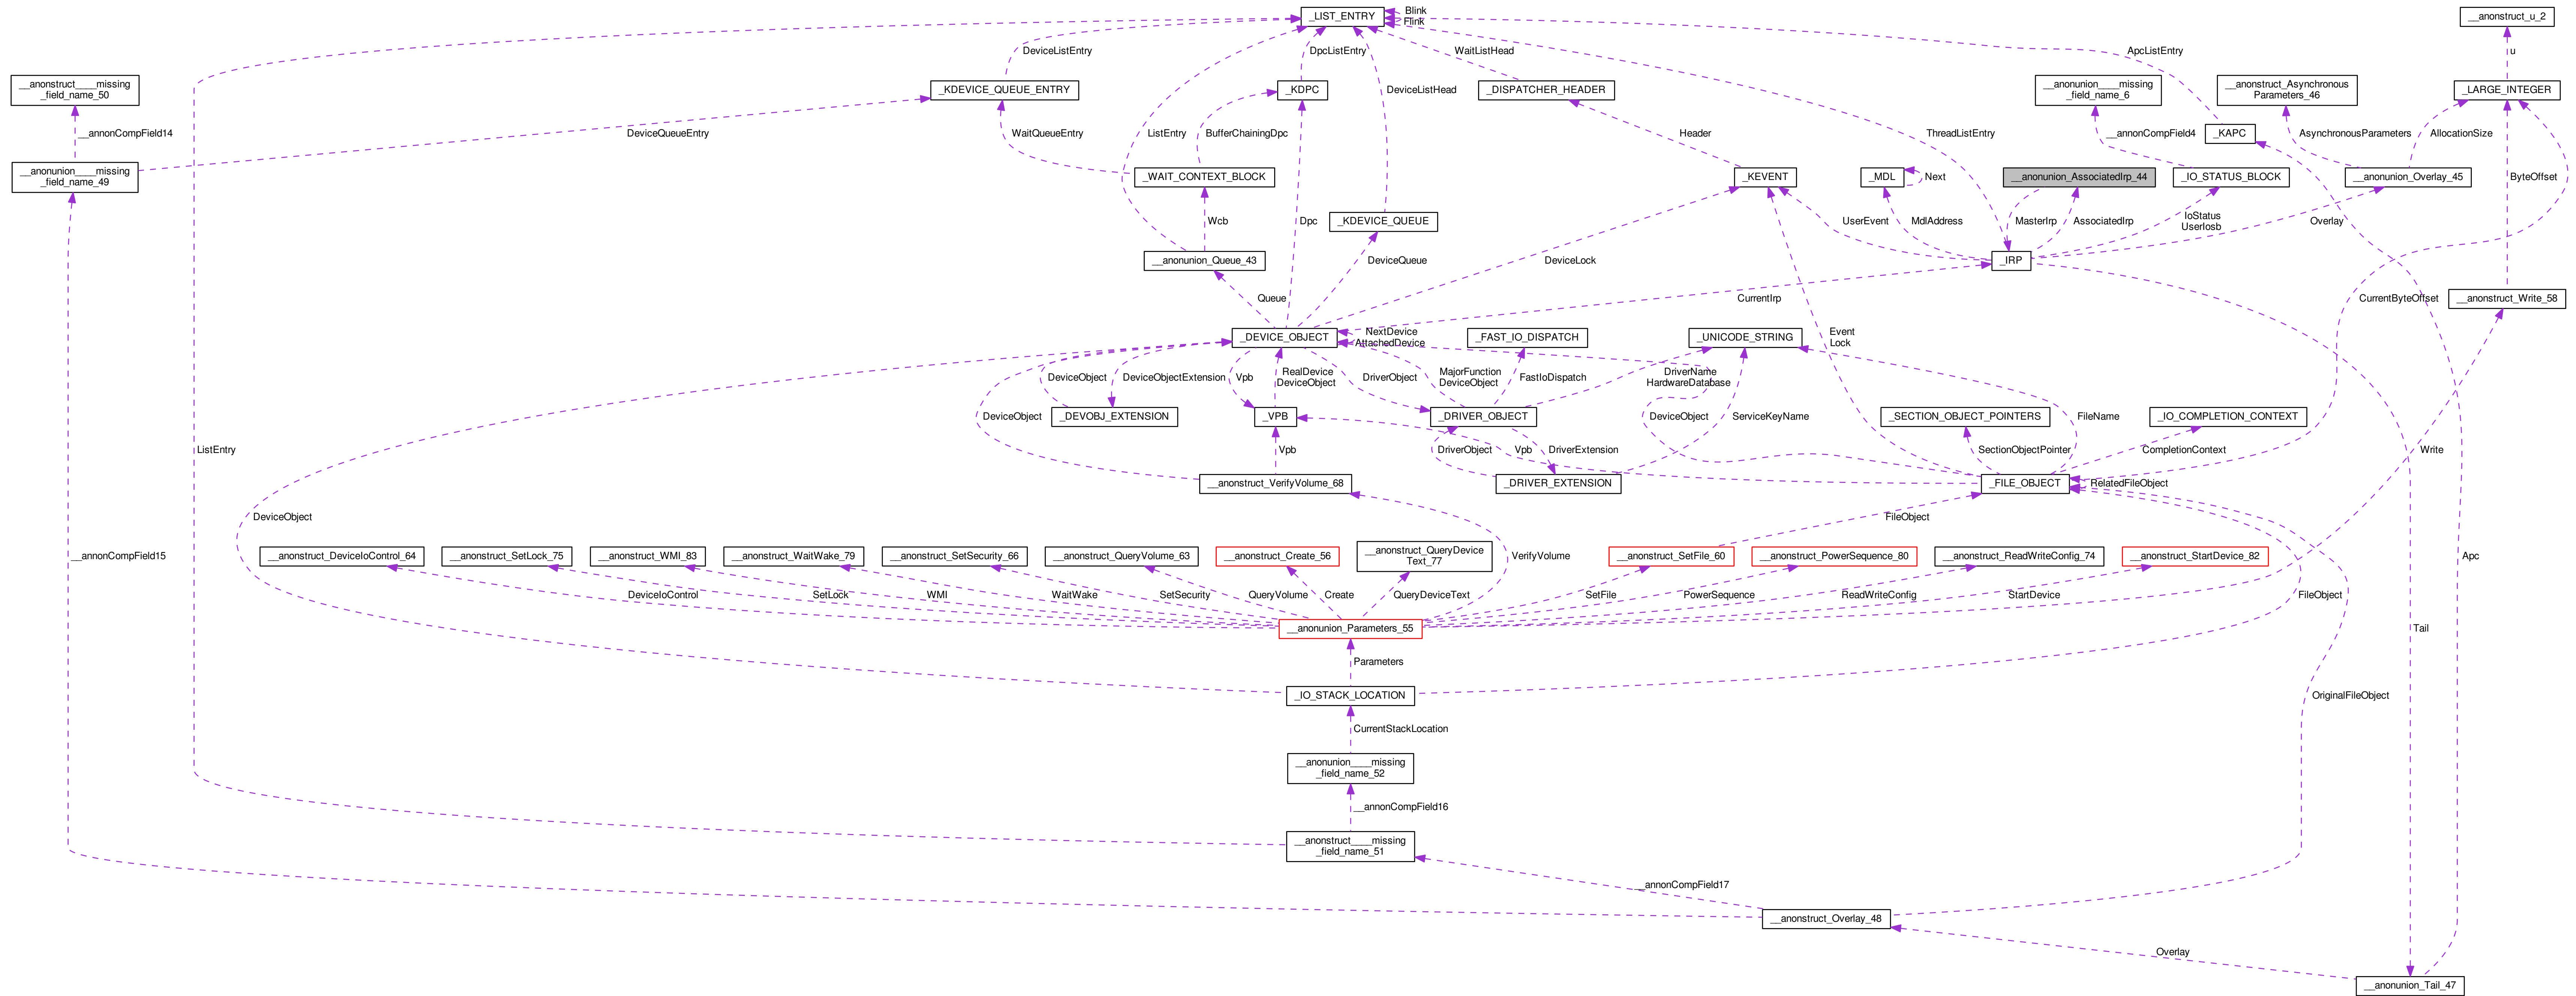 _LIST_ENTRY
Blink
Flink
__anonstruct_u_2
DeviceListEntry
DpcListEntry
WaitListHead
ApcListEntry
u
__anonstruct____missing
_field_name_50
_KDEVICE_QUEUE_ENTRY
_KDPC
DeviceListHead
_DISPATCHER_HEADER
__anonunion____missing
_field_name_6
__anonstruct_Asynchronous
Parameters_46
_LARGE_INTEGER
__annonCompField14
DeviceQueueEntry
WaitQueueEntry
ListEntry
BufferChainingDpc
Header
ThreadListEntry
__annonCompField4
_KAPC
AsynchronousParameters
AllocationSize
__anonunion____missing
_field_name_49
_WAIT_CONTEXT_BLOCK
_KEVENT
_MDL
Next
__anonunion_AssociatedIrp_44
_IO_STATUS_BLOCK
__anonunion_Overlay_45
ByteOffset
Wcb
Dpc
_KDEVICE_QUEUE
UserEvent
MdlAddress
MasterIrp
AssociatedIrp
IoStatus
UserIosb
Overlay
__anonunion_Queue_43
DeviceQueue
DeviceLock
_IRP
Queue
CurrentIrp
CurrentByteOffset
__anonstruct_Write_58
_DEVICE_OBJECT
NextDevice
AttachedDevice
_FAST_IO_DISPATCH
_UNICODE_STRING
Event
Lock
DeviceObject
DeviceObjectExtension
Vpb
RealDevice
DeviceObject
DriverObject
MajorFunction
DeviceObject
FastIoDispatch
DriverName
HardwareDatabase
DeviceObject
_DEVOBJ_EXTENSION
_VPB
_DRIVER_OBJECT
DeviceObject
ServiceKeyName
_SECTION_OBJECT_POINTERS
FileName
_IO_COMPLETION_CONTEXT
ListEntry
Vpb
DriverObject
Vpb
DriverExtension
SectionObjectPointer
CompletionContext
Write
__anonstruct_VerifyVolume_68
_DRIVER_EXTENSION
_FILE_OBJECT
RelatedFileObject
DeviceObject
FileObject
__annonCompField15
__anonstruct_DeviceIoControl_64
__anonstruct_SetLock_75
__anonstruct_WMI_83
__anonstruct_WaitWake_79
__anonstruct_SetSecurity_66
__anonstruct_QueryVolume_63
__anonstruct_Create_56
__anonstruct_QueryDevice
Text_77
VerifyVolume
__anonstruct_SetFile_60
__anonstruct_PowerSequence_80
__anonstruct_ReadWriteConfig_74
__anonstruct_StartDevice_82
Apc
DeviceIoControl
SetLock
WMI
WaitWake
SetSecurity
QueryVolume
Create
QueryDeviceText
SetFile
PowerSequence
ReadWriteConfig
StartDevice
FileObject
__anonunion_Parameters_55
Tail
Parameters
_IO_STACK_LOCATION
OriginalFileObject
CurrentStackLocation
__anonunion____missing
_field_name_52
__annonCompField16
__anonstruct____missing
_field_name_51
__annonCompField17
__anonstruct_Overlay_48
Overlay
__anonunion_Tail_47